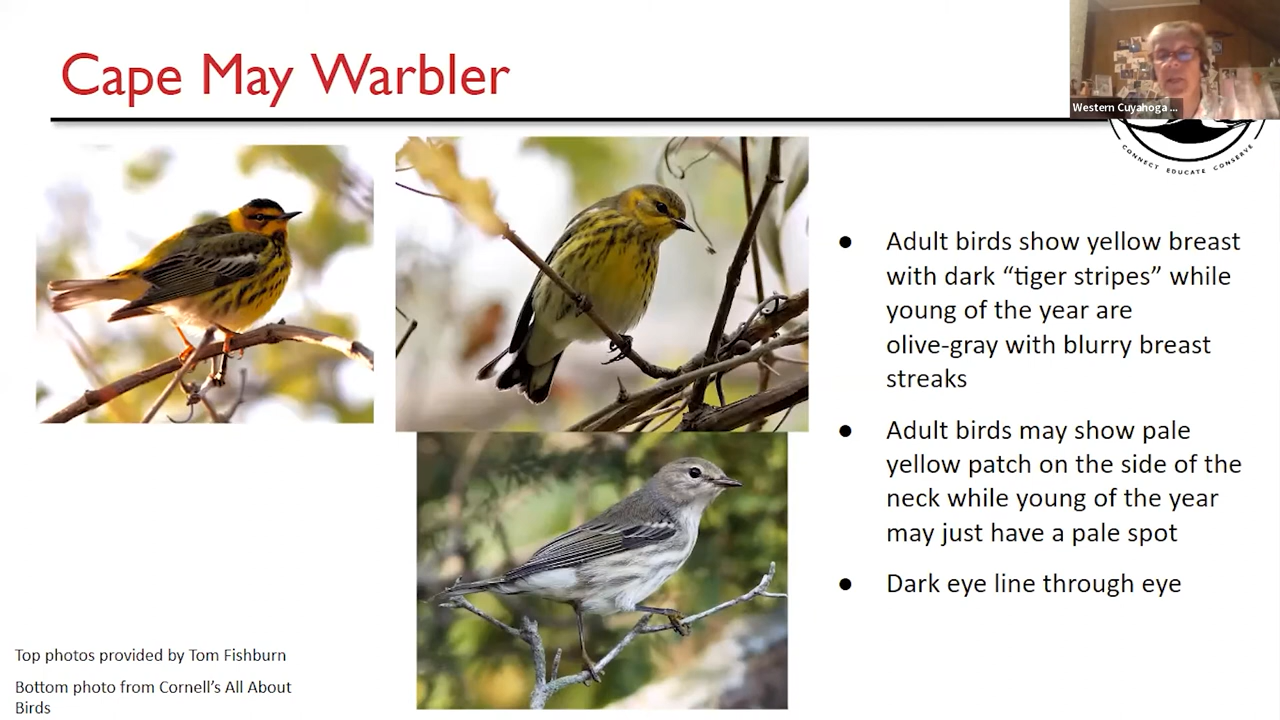 Cape May Warbler
Western Cuyahoga ...
CONNECT EDUCATE CONSERVE
● Adult birds show yellow breast
with dark “tiger stripes” while
young of the year are
olive-gray with blurry breast
streaks
● Adult birds may show pale
yellow patch on the side of the
neck while young of the year
may just have a pale spot
● Dark eye line through eye
Top photos provided by Tom Fishburn
Bottom photo from Cornell’s All About
Birds